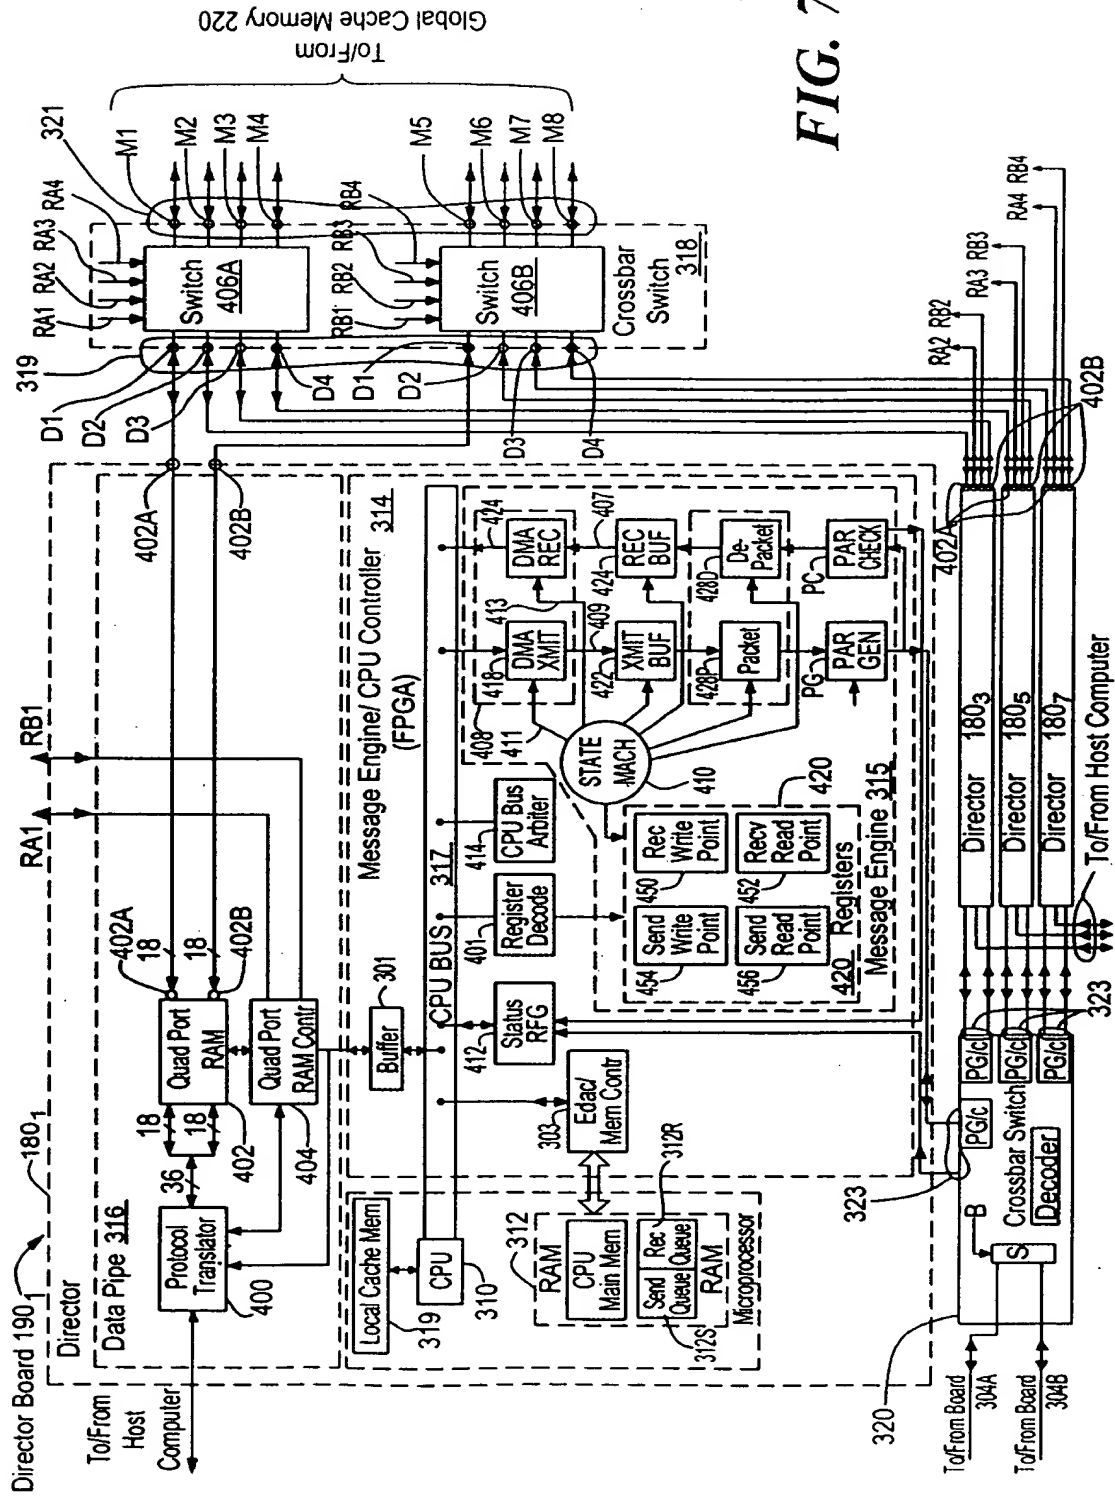 Director Board 190₁
180₁
Director
Data Pipe 316
To/From
Host
Computer
Protocol
Translator
400
36
18
18
Quad Port
RAM
402
402A
18
18
402B
Quad Port
RAM Contr
404
RA1
RB1
402A
402B
Message Engine/ CPU Controller
314
(FPGA)
Local Cache Mem
319
CPU
310
CPU BUS 317
Buffer
301
RAM
312
CPU
Main Mem
Send
Queue
Rec
Queue
RAM
312S
312R
Microprocessor
303
Edac/
Mem Contr
412
Status
RFG
401
Register
Decode
414
CPU Bus
Arbiter
454
Send
Write
Point
450
Rec
Write
Point
456
Send
Read
Point
452
Recv
Read
Point
420
420 Registers
Message Engine 315
STATE
MACH
410
408
411
413
418
DMA
XMIT
DMA
REC
424
409
407
422
XMIT
BUF
424
REC
BUF
428P
Packet
428D
De-
Packet
PG
PAR
GEN
PC
PAR
CHECK
319
D1
D2
D3
D4
D1
D2
D3
D4
RA1
RA2
RA3
RA4
321
Switch
406A
M1
M2
M3
M4
RB1
RB2
RB3
RB4
Switch
406B
M5
M6
M7
M8
Crossbar
Switch
318
To/From
Global Cache Memory 220
FIG. 7
320
To/From Board
304A
To/From Board
304B
B
S
323
PG/c
Crossbar Switch
Decoder
PG/c
PG/c
PG/c
323
To/From Host Computer
Director 180₃
Director 180₅
Director 180₇
402A
402B
RA2
RB2
RA3
RB3
RA4
RB4